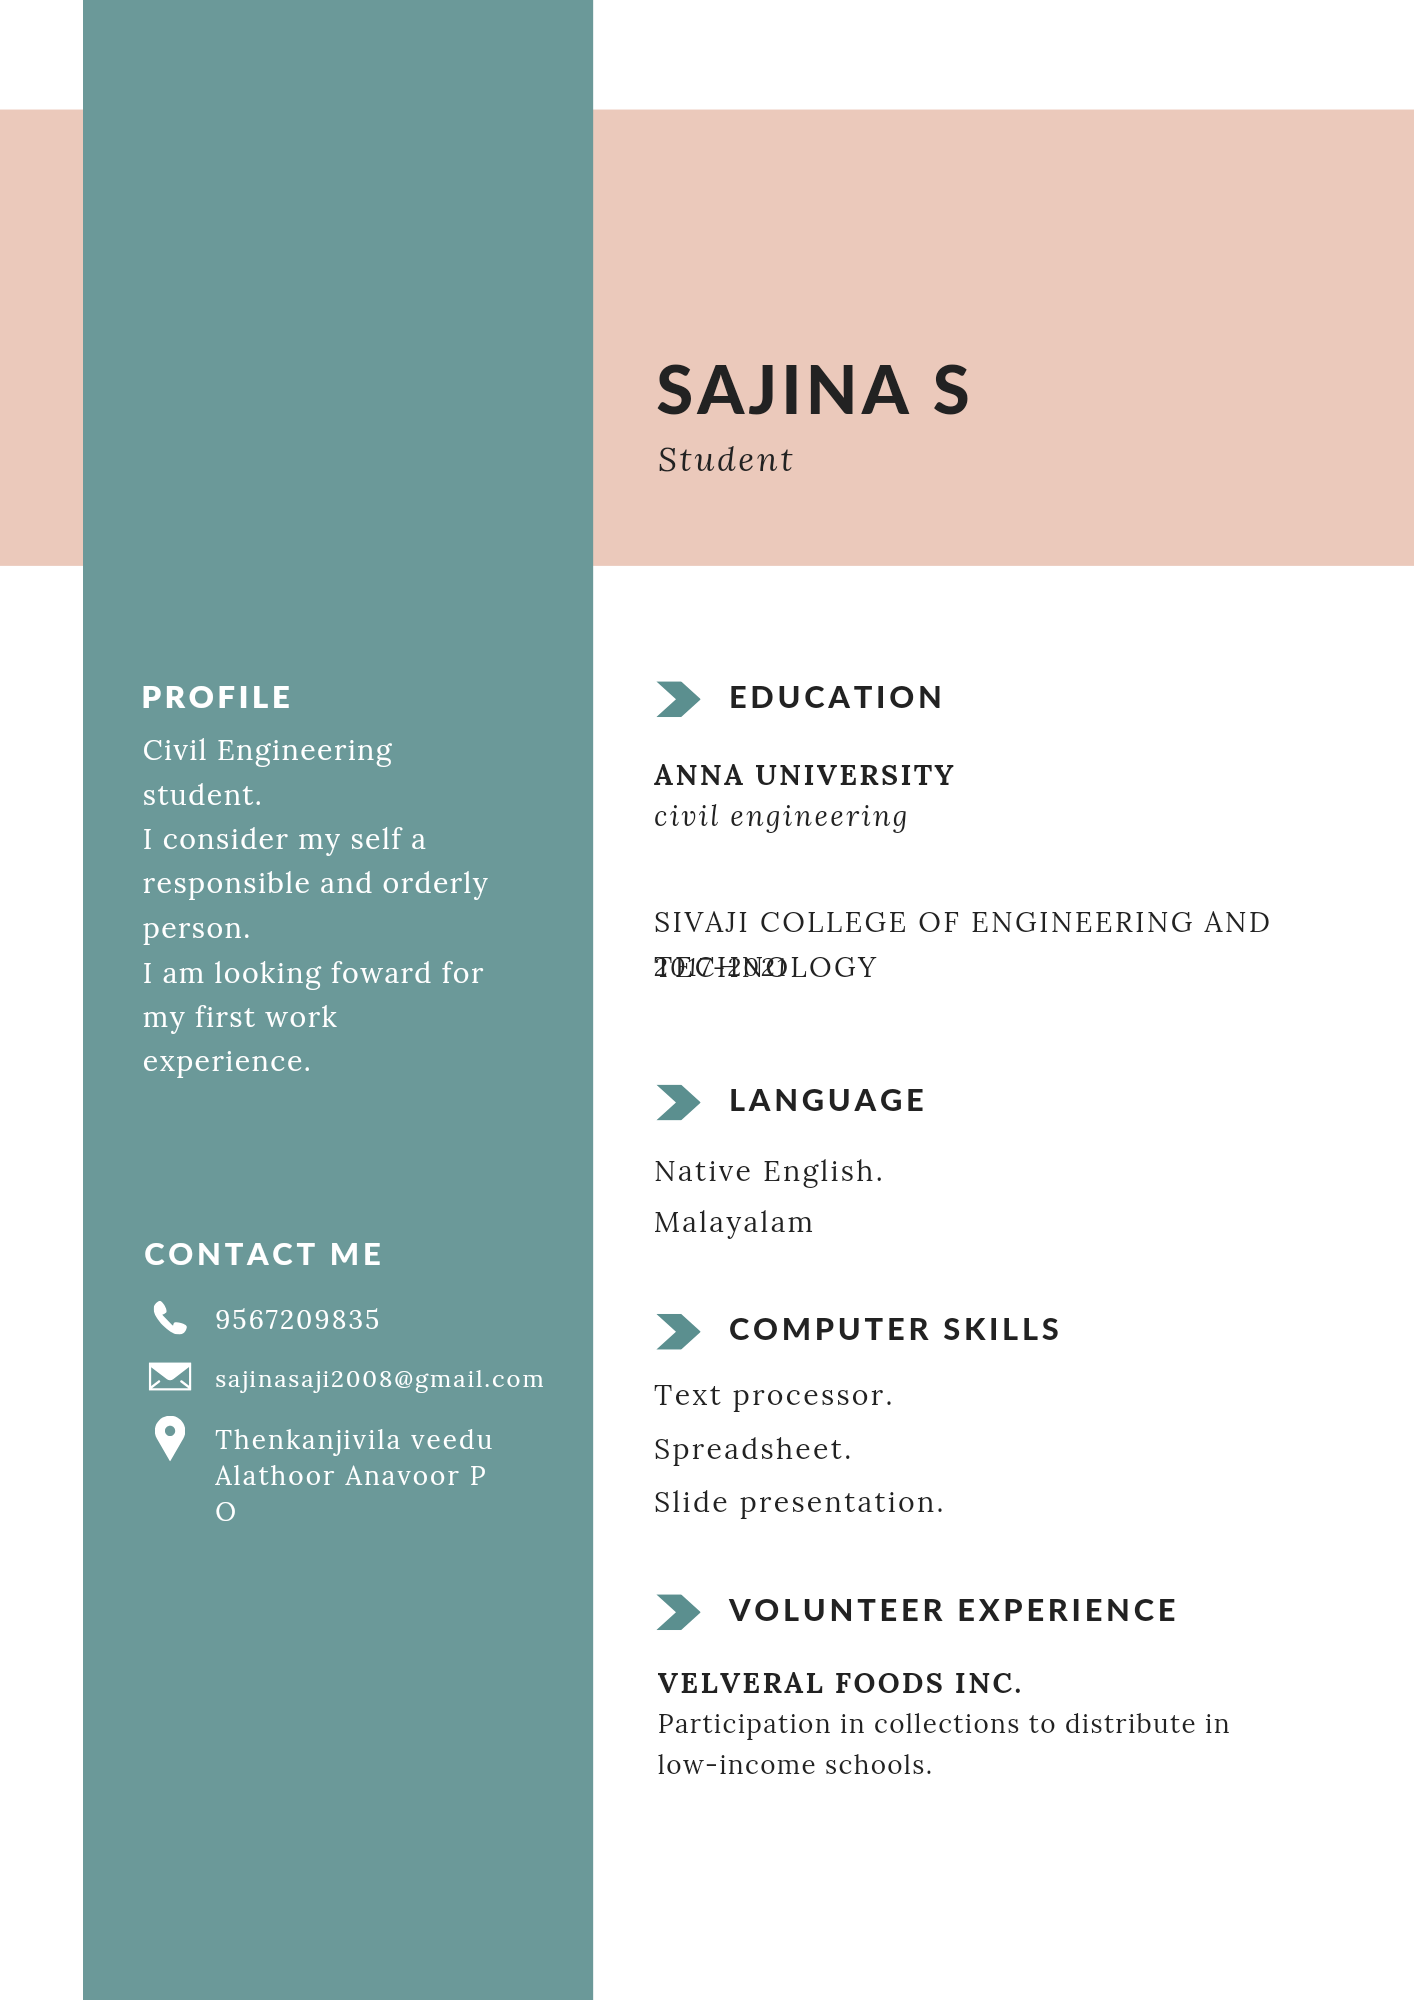 SAJINA S
Student
PROFILE
Civil Engineering
student.
I consider my self a
responsible and orderly
person.
I am looking foward for
my first work
experience.
CONTACT ME
9567209835
sajinasaji2008@gmail.com
Thenkanjivila veedu
Alathoor Anavoor P
O
EDUCATION
ANNA UNIVERSITY
civil engineering
SIVAJI COLLEGE OF ENGINEERING AND
TECHNOLOGY
2017-2021
LANGUAGE
Native English.
Malayalam
COMPUTER SKILLS
Text processor.
Spreadsheet.
Slide presentation.
VOLUNTEER EXPERIENCE
VELVERAL FOODS INC.
Participation in collections to distribute in
low-income schools.